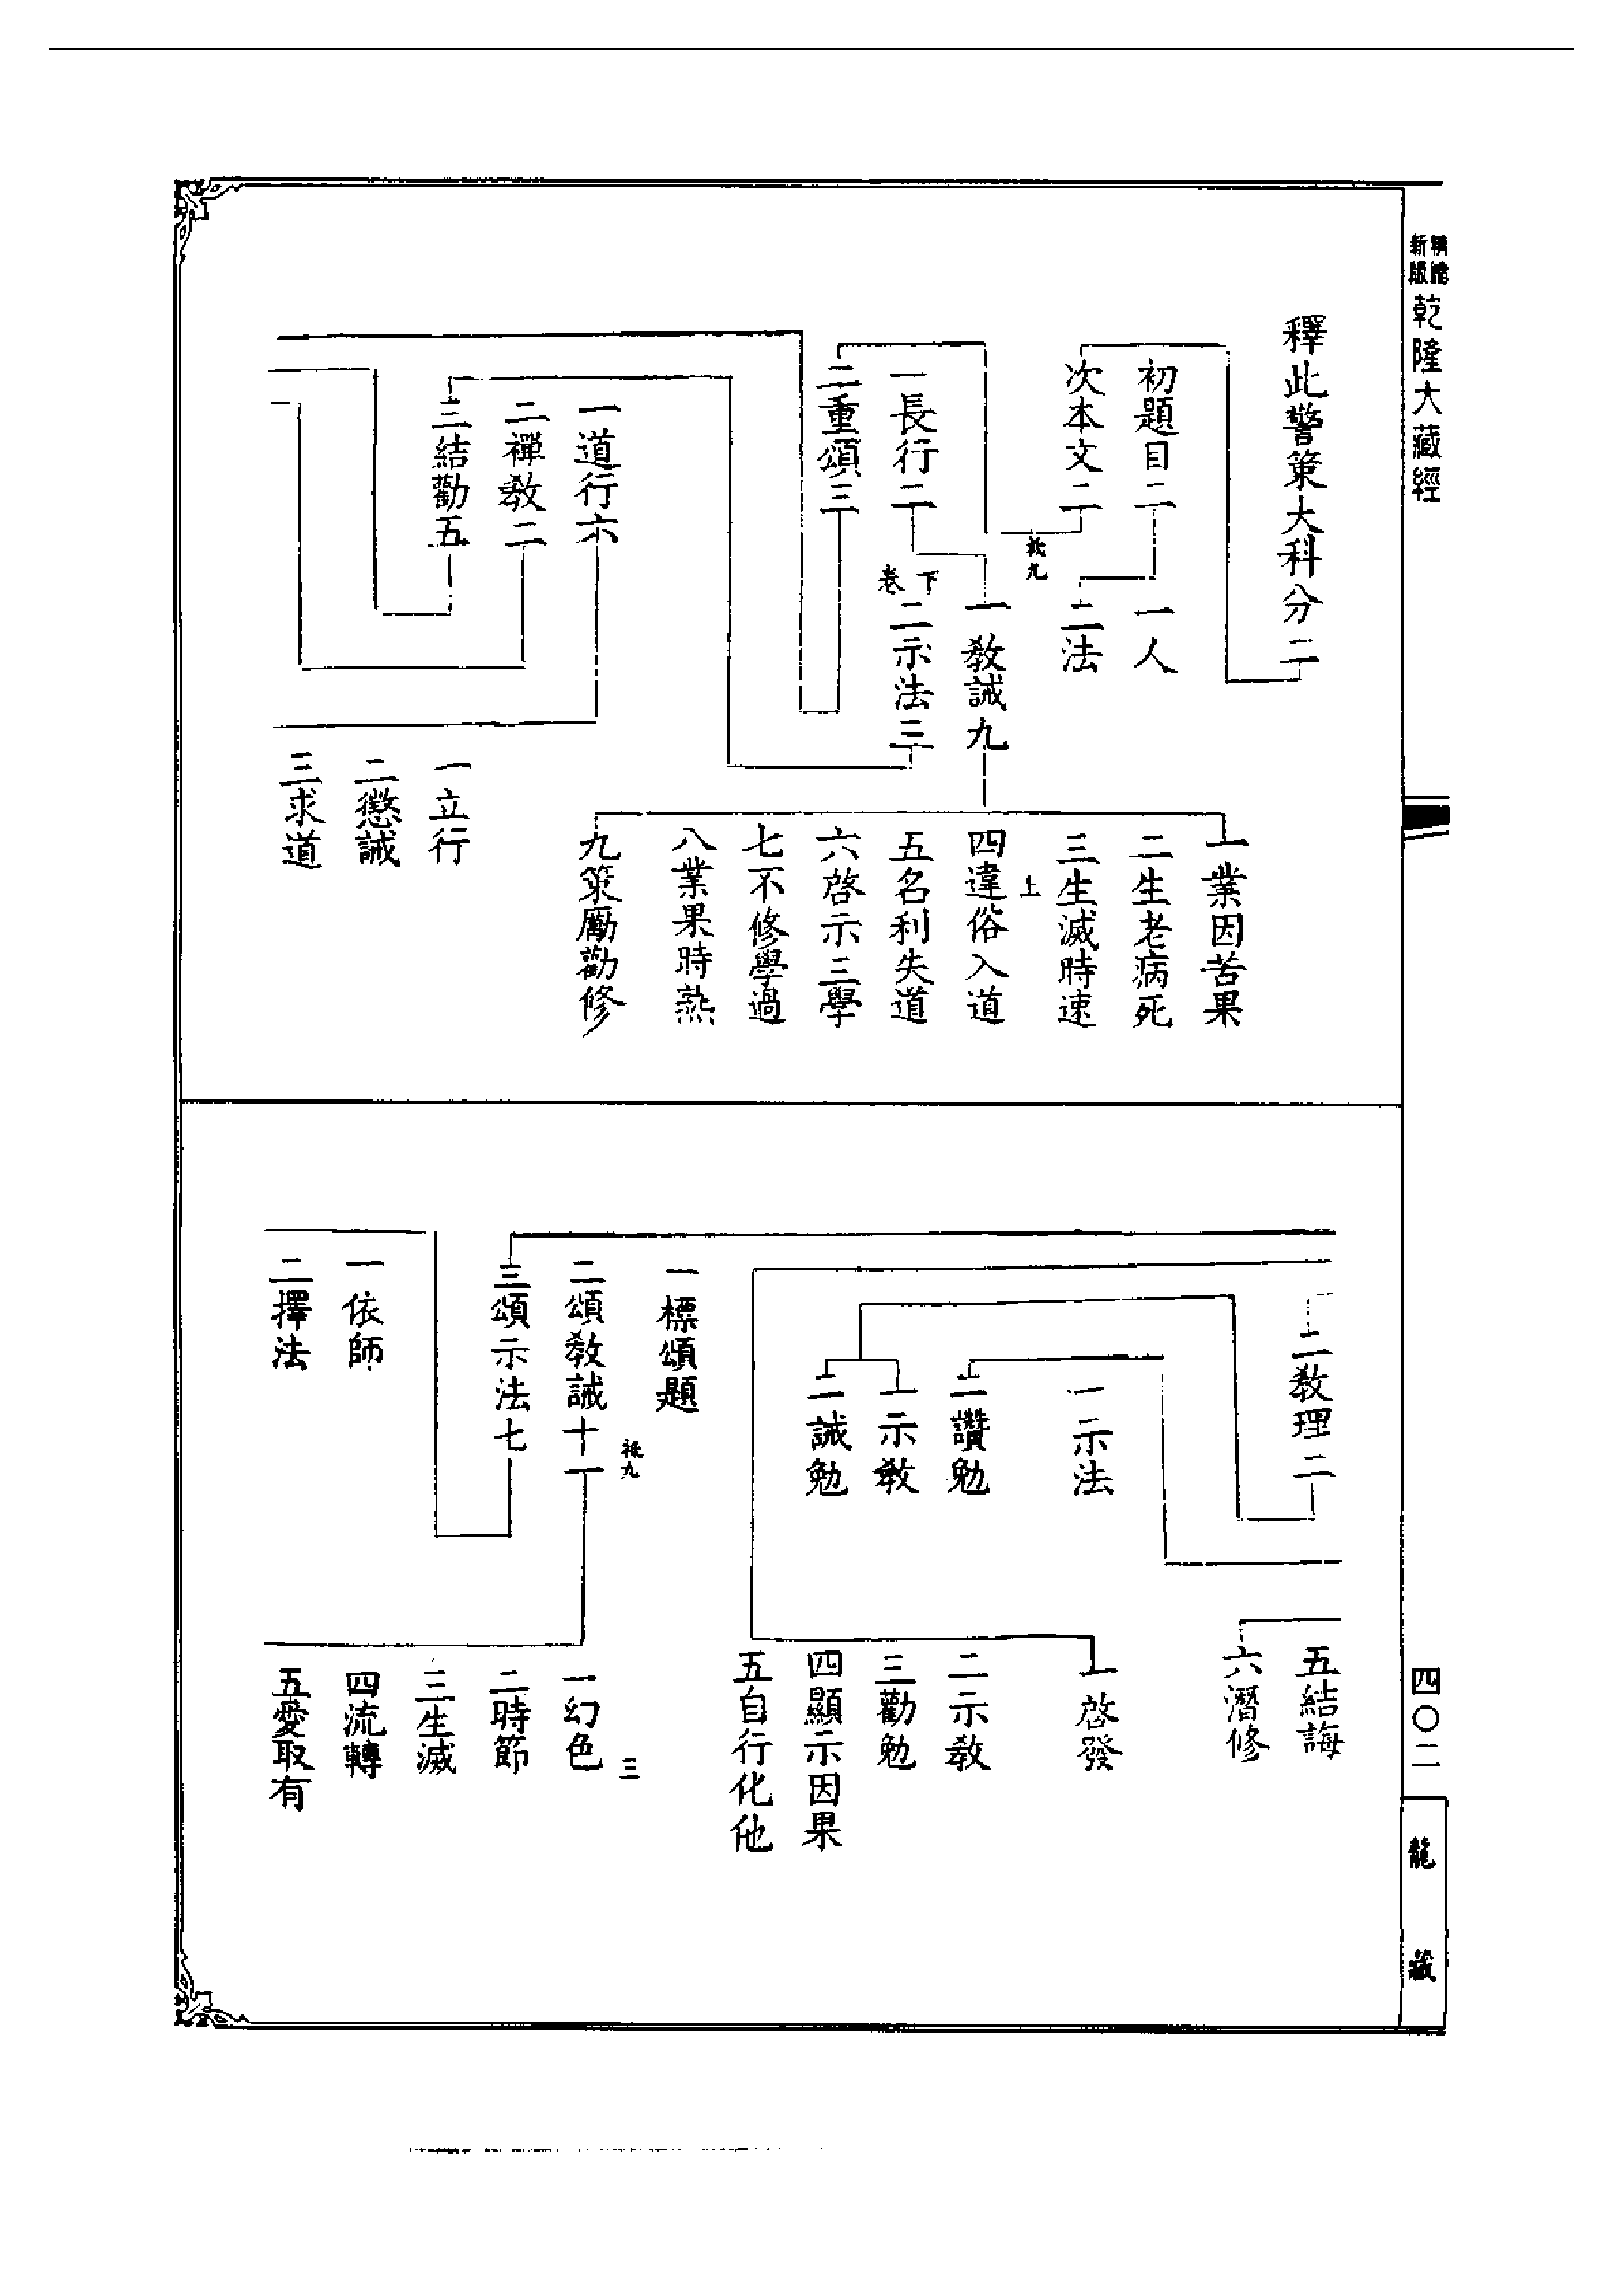 新版
精縮
乾隆大藏經
釋此警策大科分二
初題目二
次本文二
一人
二法
一長行二
二重頌三
一教誡九
下
卷
二示法三
一業因苦果
二生老病死
三生滅時速
上
四違俗入道
五名利失道
六啓示三學
七不修學過
八業果時熟
九策勵勸修
一道行六
二禪教二
三結勸五
一立行
二懲誡
三求道
二教理二
五結誨
六潛修
一示法
二讚勉
一示教
二誡勉
一啓發
二示教
三勸勉
四顯示因果
五自行化他
一標頌題
二頌教誡十一
三頌示法七
三
一幻色
二時節
三生滅
四流轉
五愛取有
一依師
二擇法
四〇二
龍藏